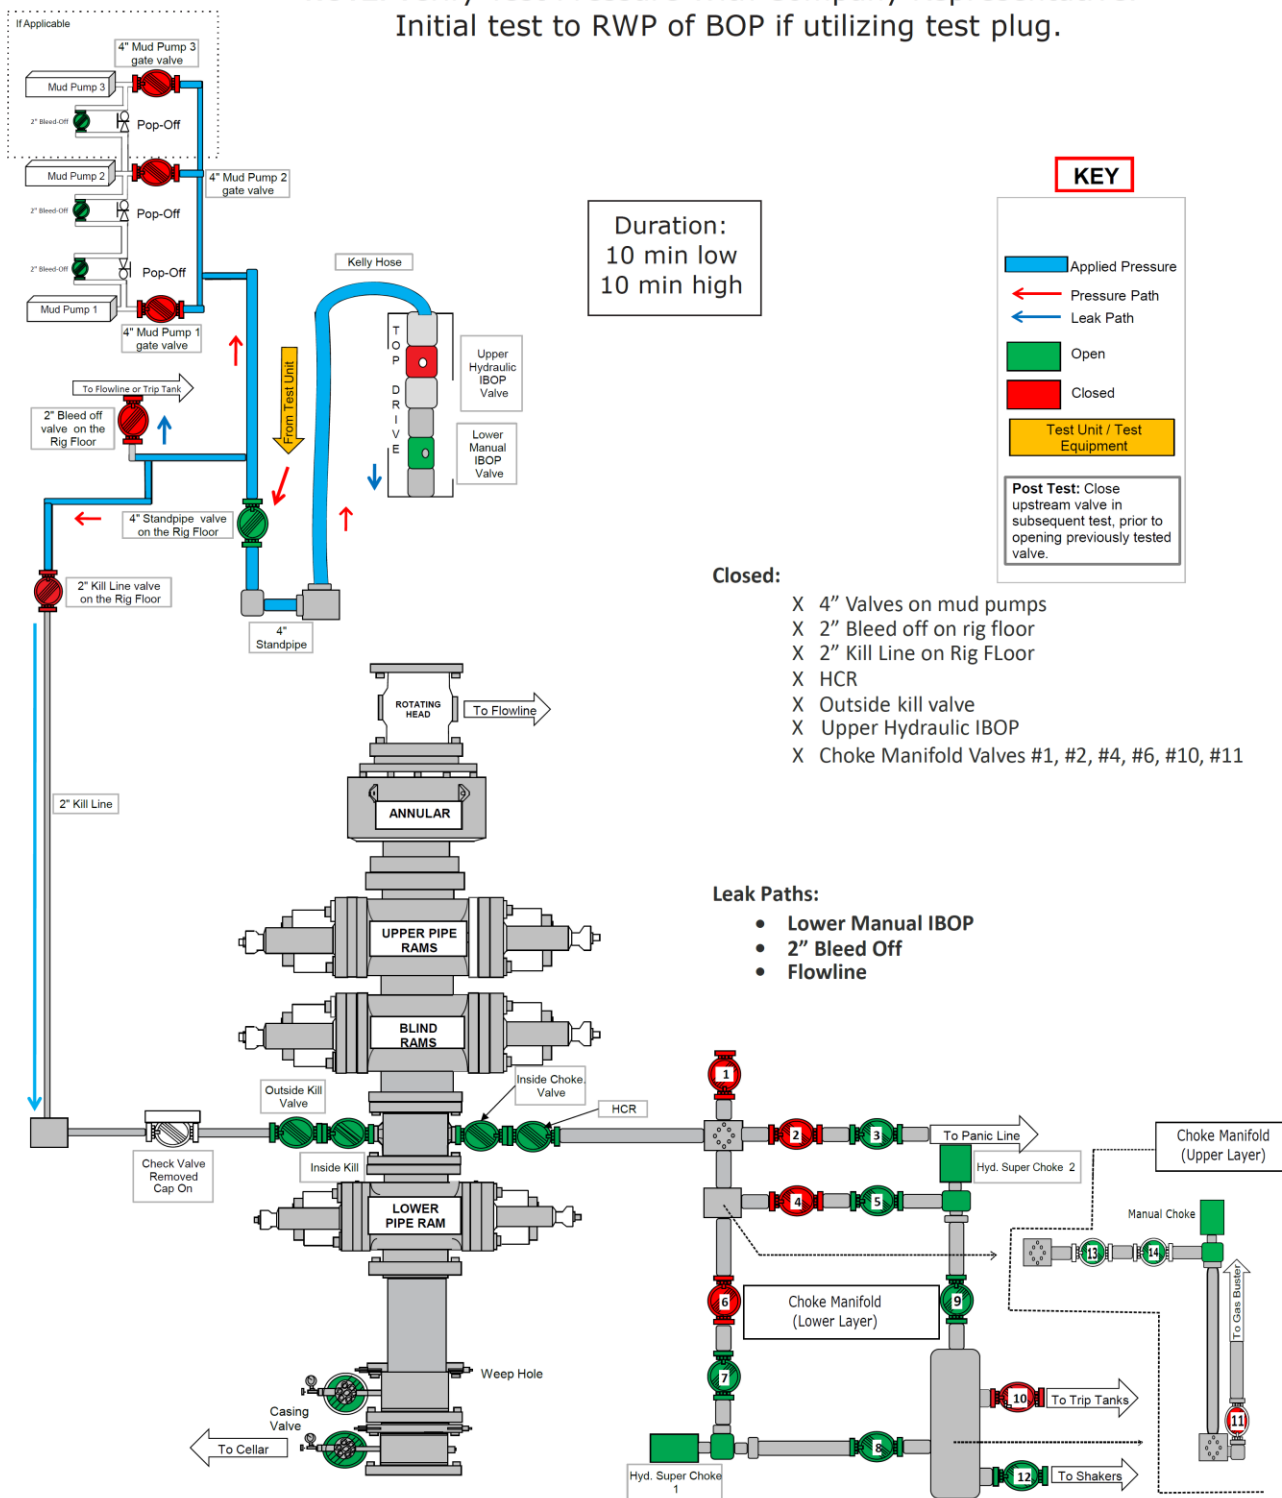 Initial test to RWP of BOP if utilizing test plug.
If Applicable
4" Mud Pump 3
gate valve
Mud Pump 3
2" Bleed-Off
Pop-Off
Mud Pump 2
4" Mud Pump 2
gate valve
2" Bleed-Off
Pop-Off
2" Bleed-Off
Pop-Off
Mud Pump 1
4" Mud Pump 1
gate valve
To Flowline or Trip Tank
2" Bleed off
valve on the
Rig Floor
4" Standpipe valve
on the Rig Floor
2" Kill Line valve
on the Rig Floor
From Test Unit
4"
Standpipe
Kelly Hose
TOP DRIVE
Upper
Hydraulic
IBOP
Valve
Lower
Manual
IBOP
Valve
Duration:
10 min low
10 min high
KEY
Applied Pressure
Pressure Path
Leak Path
Open
Closed
Test Unit / Test
Equipment
Post Test: Close
upstream valve in
subsequent test, prior to
opening previously tested
valve.
Closed:
X 4” Valves on mud pumps
X 2” Bleed off on rig floor
X 2” Kill Line on Rig FLoor
X HCR
X Outside kill valve
X Upper Hydraulic IBOP
X Choke Manifold Valves #1, #2, #4, #6, #10, #11
Leak Paths:
• Lower Manual IBOP
• 2” Bleed Off
• Flowline
ROTATING
HEAD
To Flowline
2" Kill Line
ANNULAR
UPPER PIPE
RAMS
BLIND
RAMS
Outside Kill
Valve
Inside Choke.
Valve
HCR
Check Valve
Removed
Cap On
Inside Kill
LOWER
PIPE RAM
Weep Hole
Casing
Valve
To Cellar
1
2
3
To Panic Line
Hyd. Super Choke 2
4
5
6
Choke Manifold
(Lower Layer)
9
7
10
To Trip Tanks
8
Hyd. Super Choke
1
12
To Shakers
Choke Manifold
(Upper Layer)
Manual Choke
13
14
To Gas Buster
11